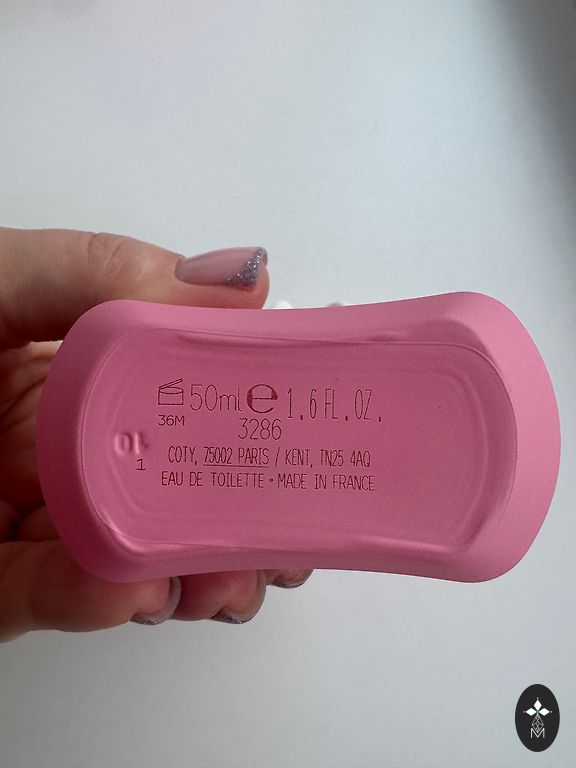 50ml e 1.6 FL.OZ.
36M
3286
10
1
COTY, 75002 PARIS / KENT, TN25 4AQ
EAU DE TOILETTE • MADE IN FRANCE
M